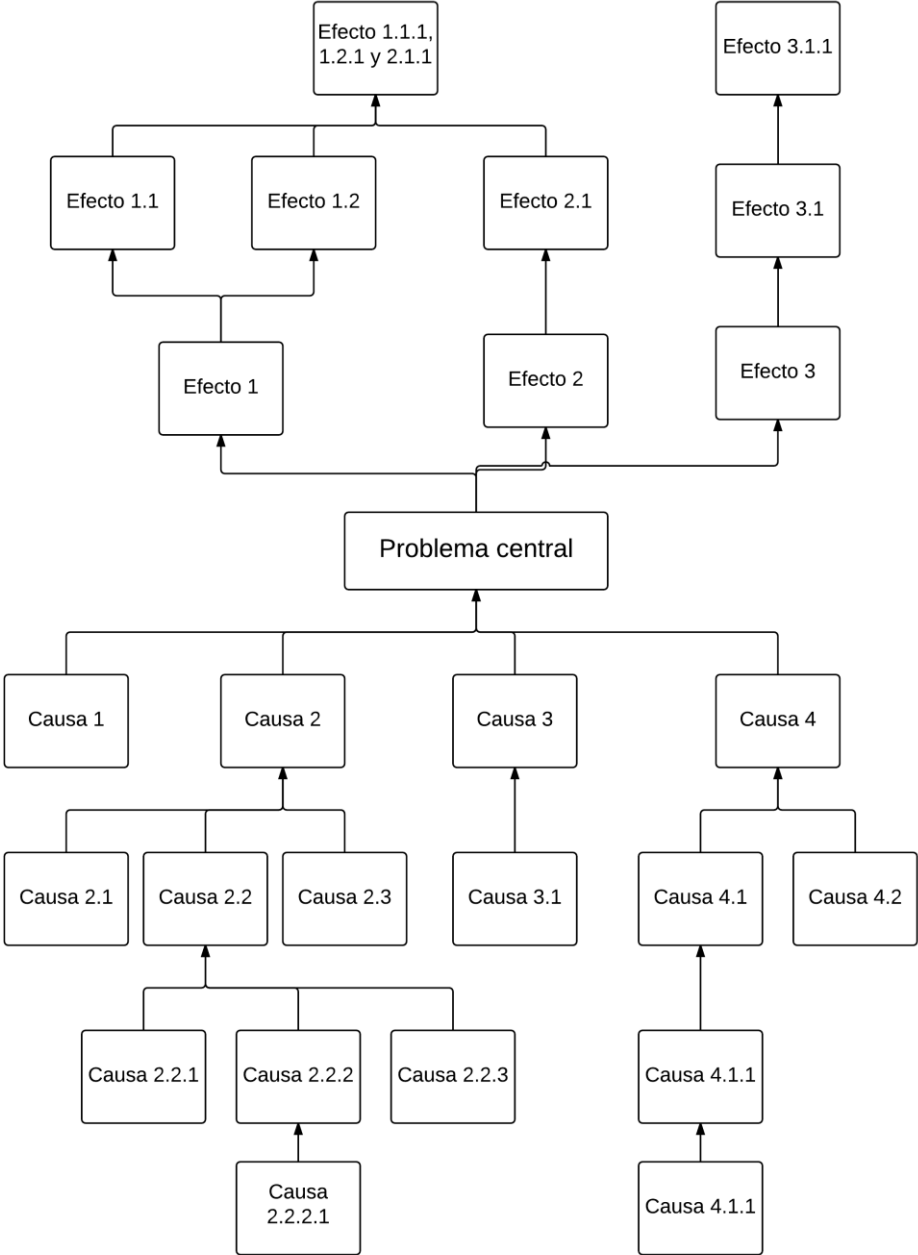 Efecto 1.1.1,
1.2.1 y 2.1.1
Efecto 3.1.1
Efecto 1.1
Efecto 1.2
Efecto 2.1
Efecto 3.1
Efecto 1
Efecto 2
Efecto 3
Problema central
Causa 1
Causa 2
Causa 3
Causa 4
Causa 2.1
Causa 2.2
Causa 2.3
Causa 3.1
Causa 4.1
Causa 4.2
Causa 2.2.1
Causa 2.2.2
Causa 2.2.3
Causa 4.1.1
Causa
2.2.2.1
Causa 4.1.1